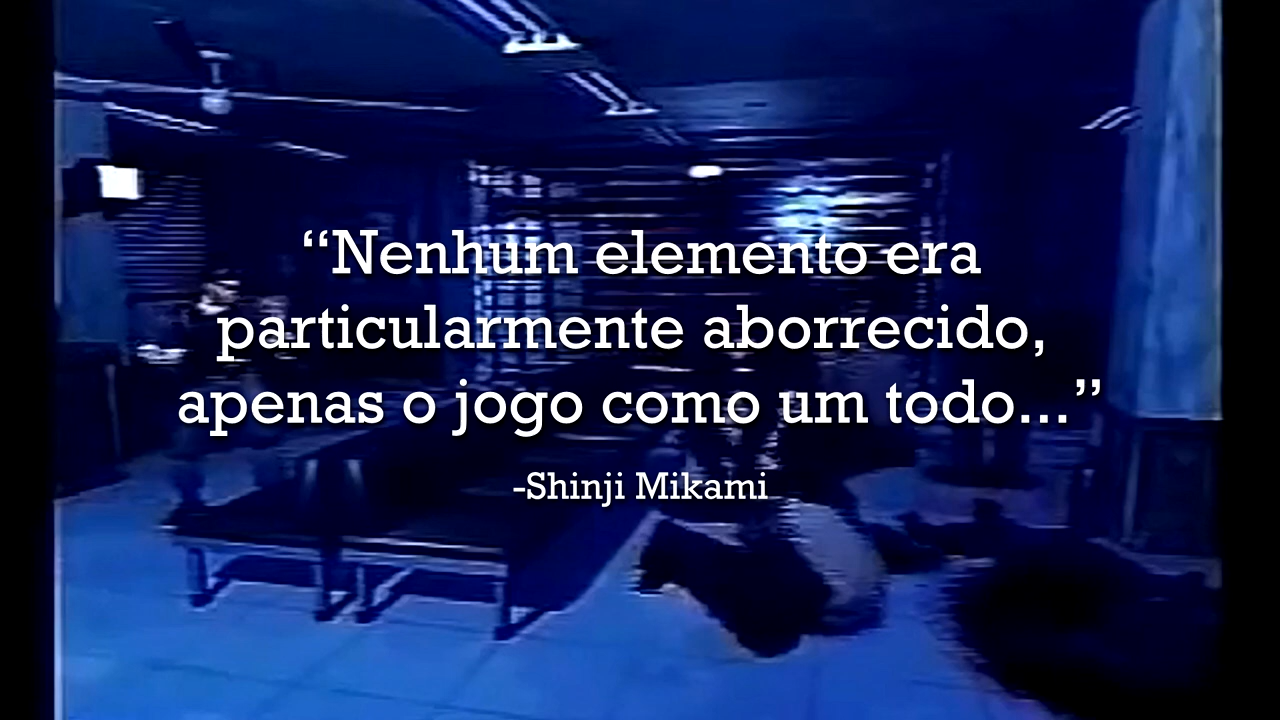 “Nenhum elemento era
particularmente aborrecido,
apenas o jogo como um todo...”
-Shinji Mikami